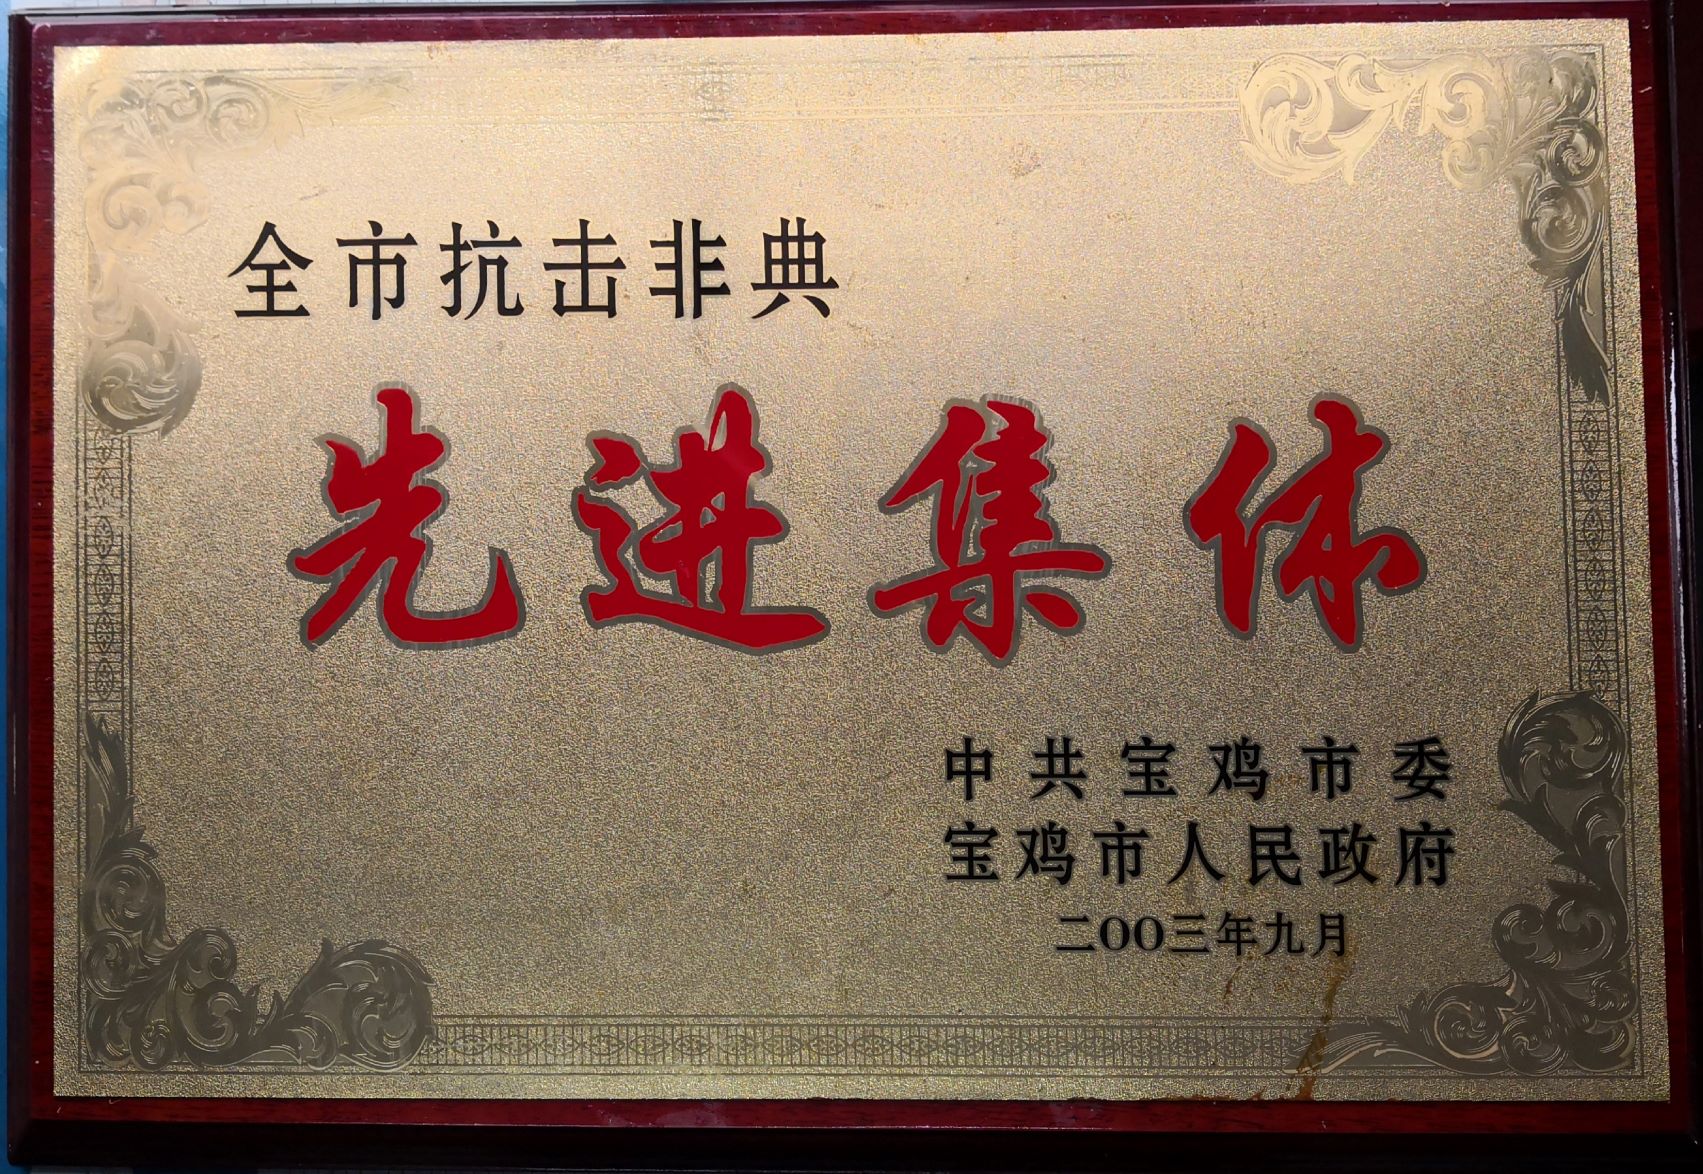 全市抗击非典
先进集体
中共宝鸡市委
宝鸡市人民政府
二OO三年九月